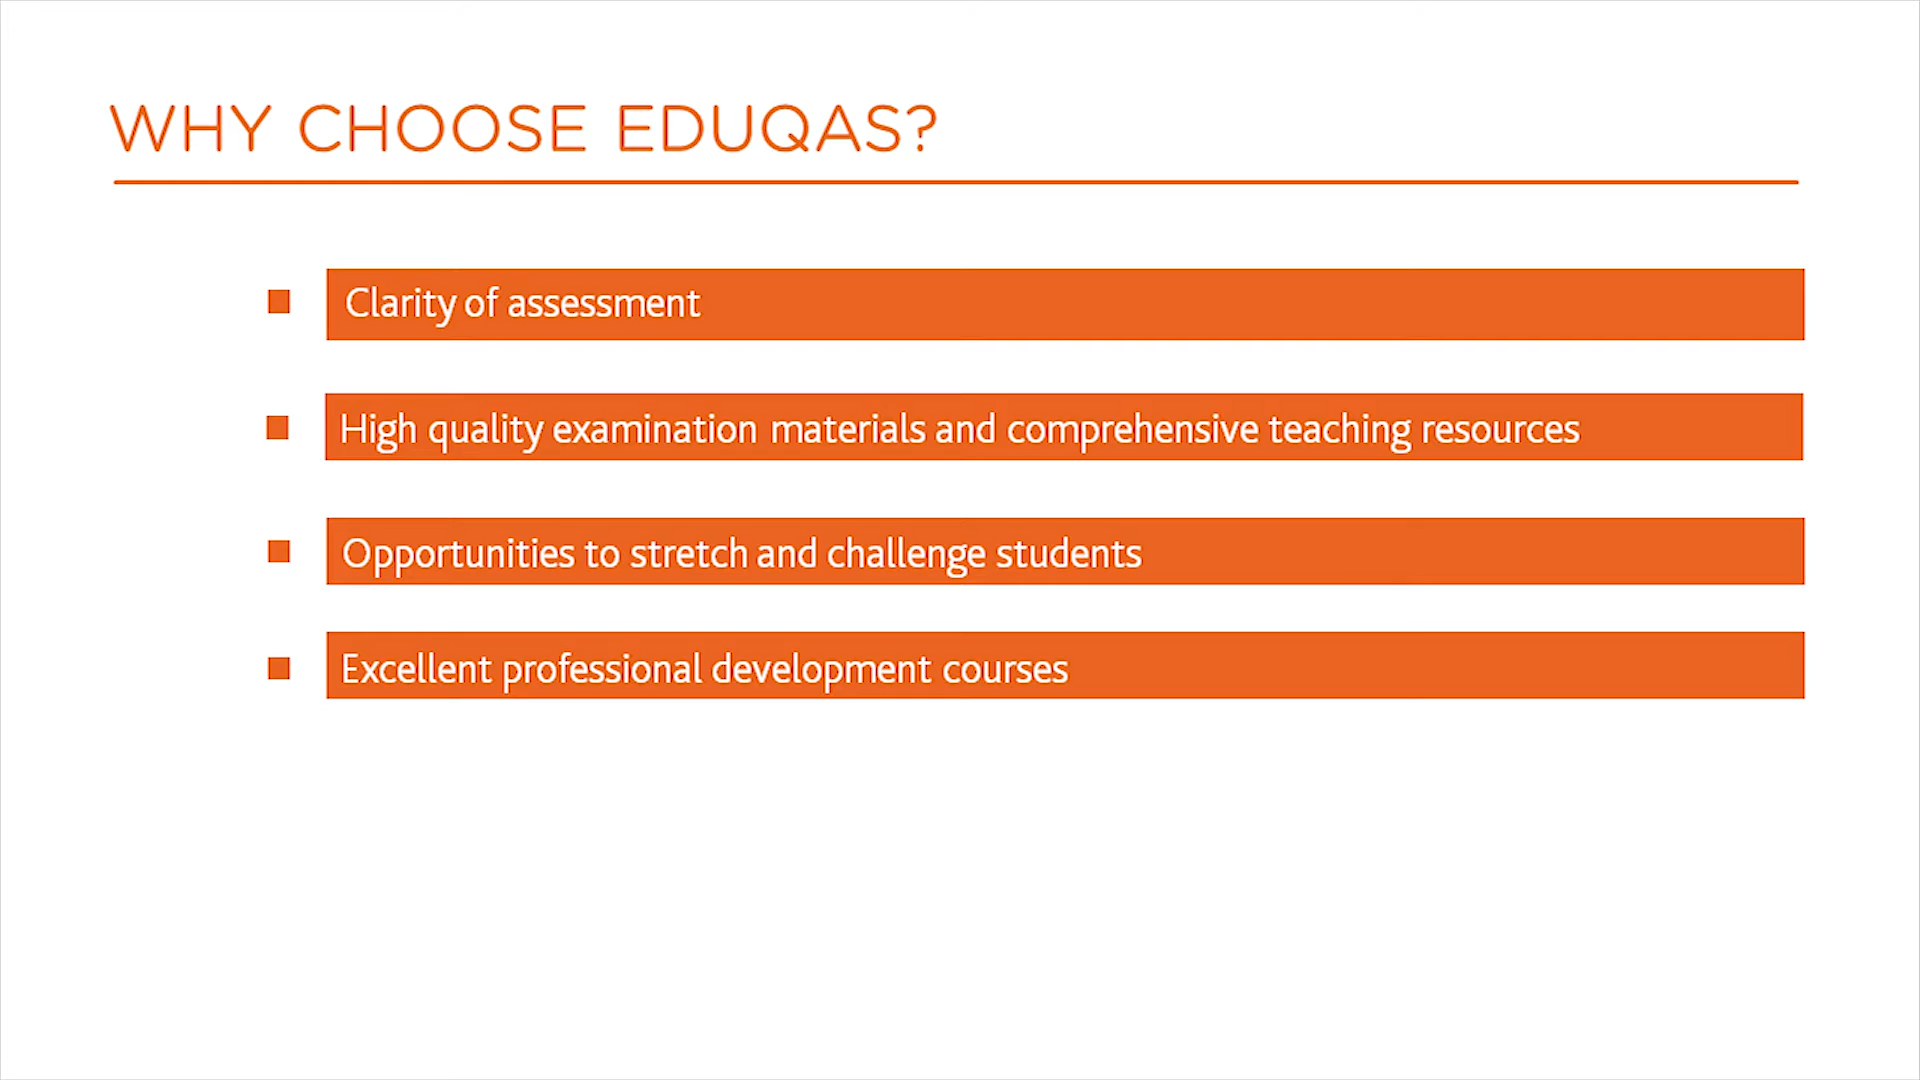 WHY CHOOSE EDUQAS?
Clarity of assessment
High quality examination materials and comprehensive teaching resources
Opportunities to stretch and challenge students
Excellent professional development courses